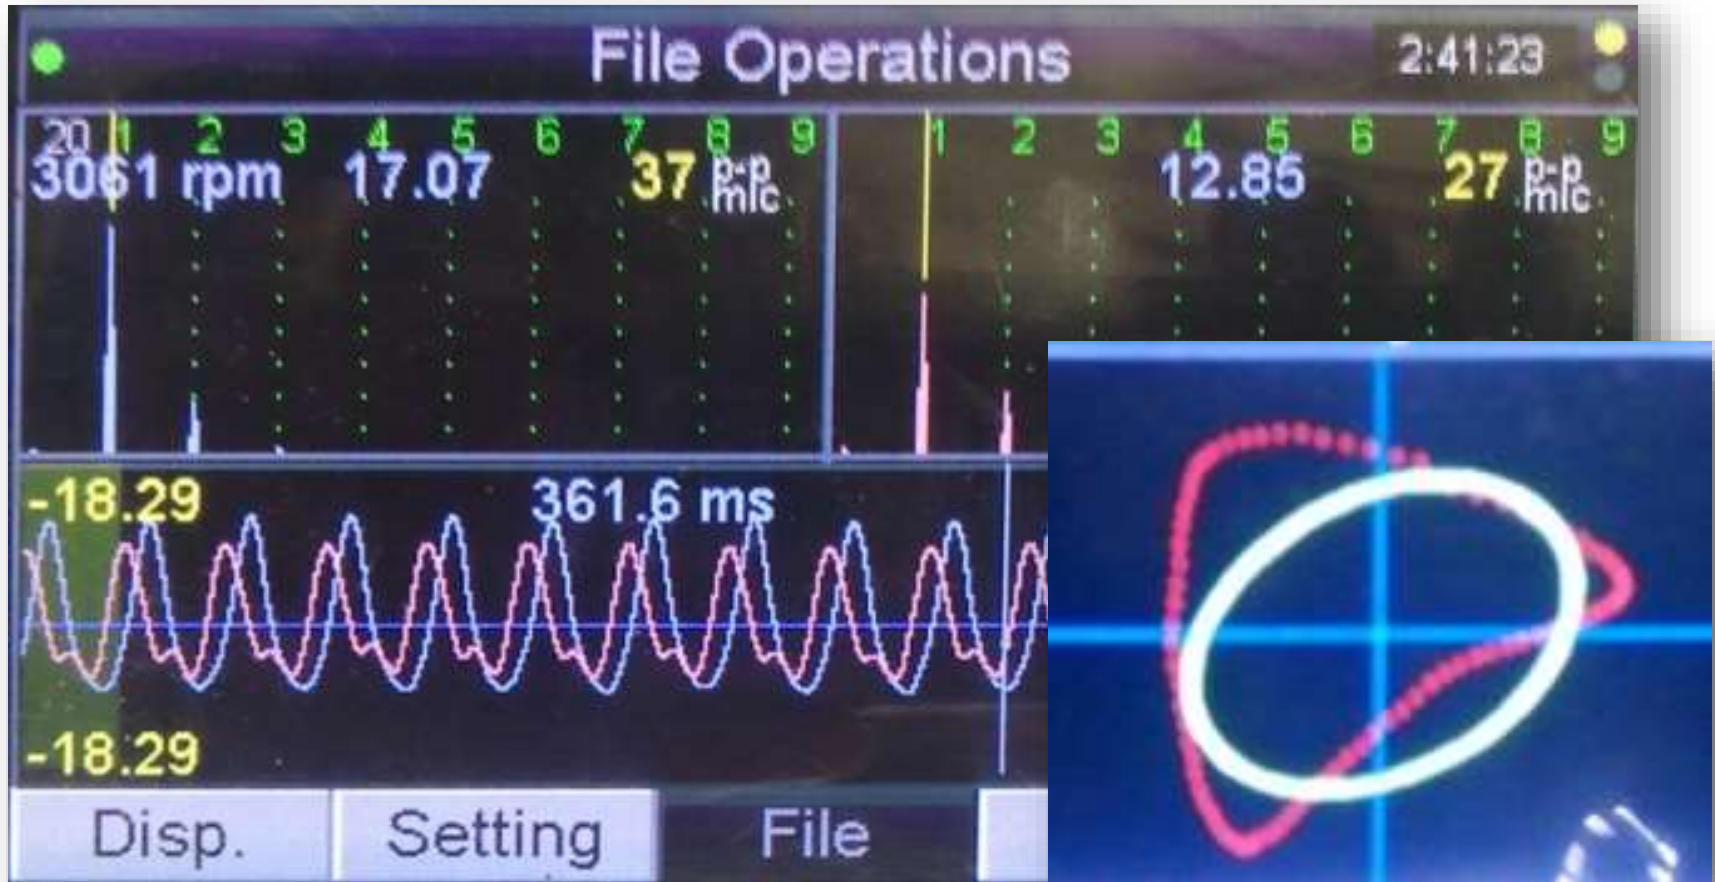 File Operations 2:41:23
20 1 2 3 4 5 6 7 8 9 1 2 3 4 5 6 7 8 9
3061 rpm 17.07 37 p-p mic 12.85 27 p-p mic
-18.29 361.6 ms
-18.29
Disp. Setting File